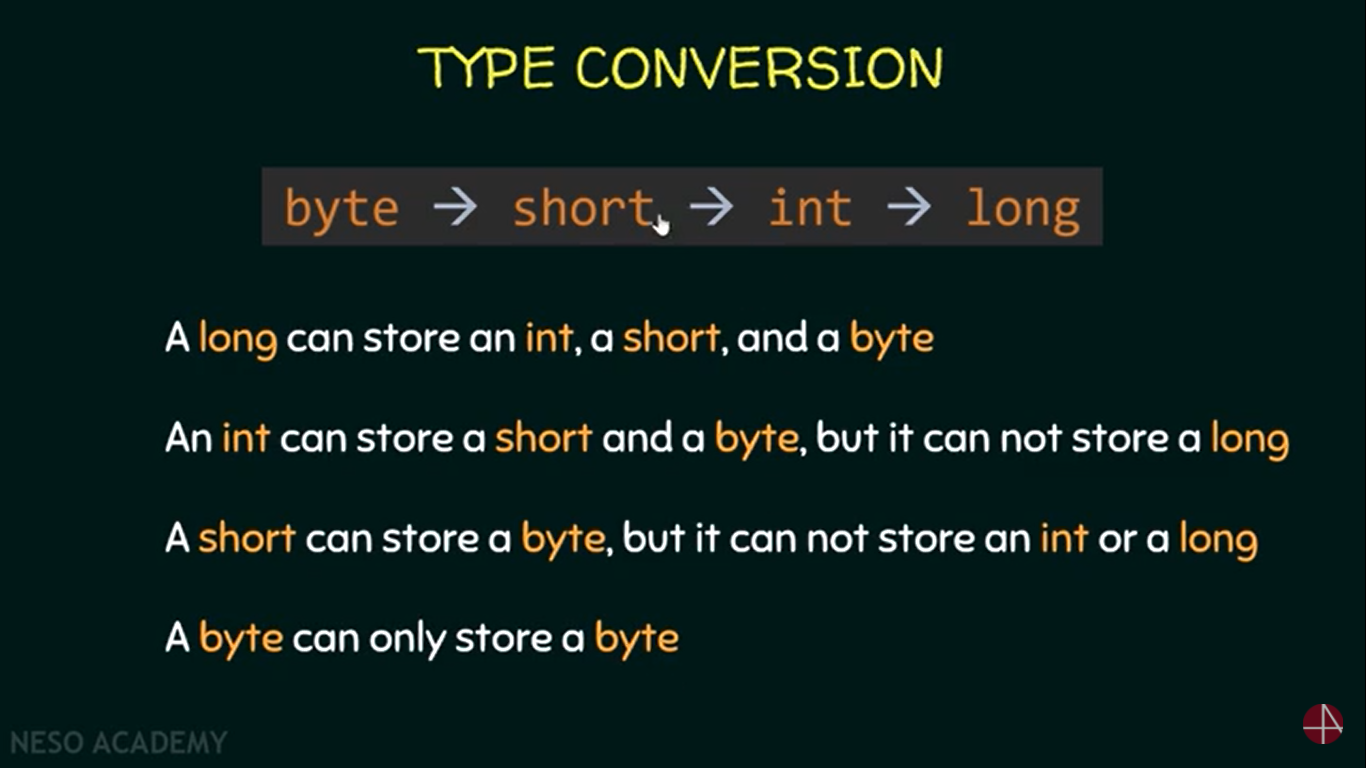 TYPE CONVERSION
byte → short → int → long
A long can store an int, a short, and a byte
An int can store a short and a byte, but it can not store a long
A short can store a byte, but it can not store an int or a long
A byte can only store a byte
NESO ACADEMY